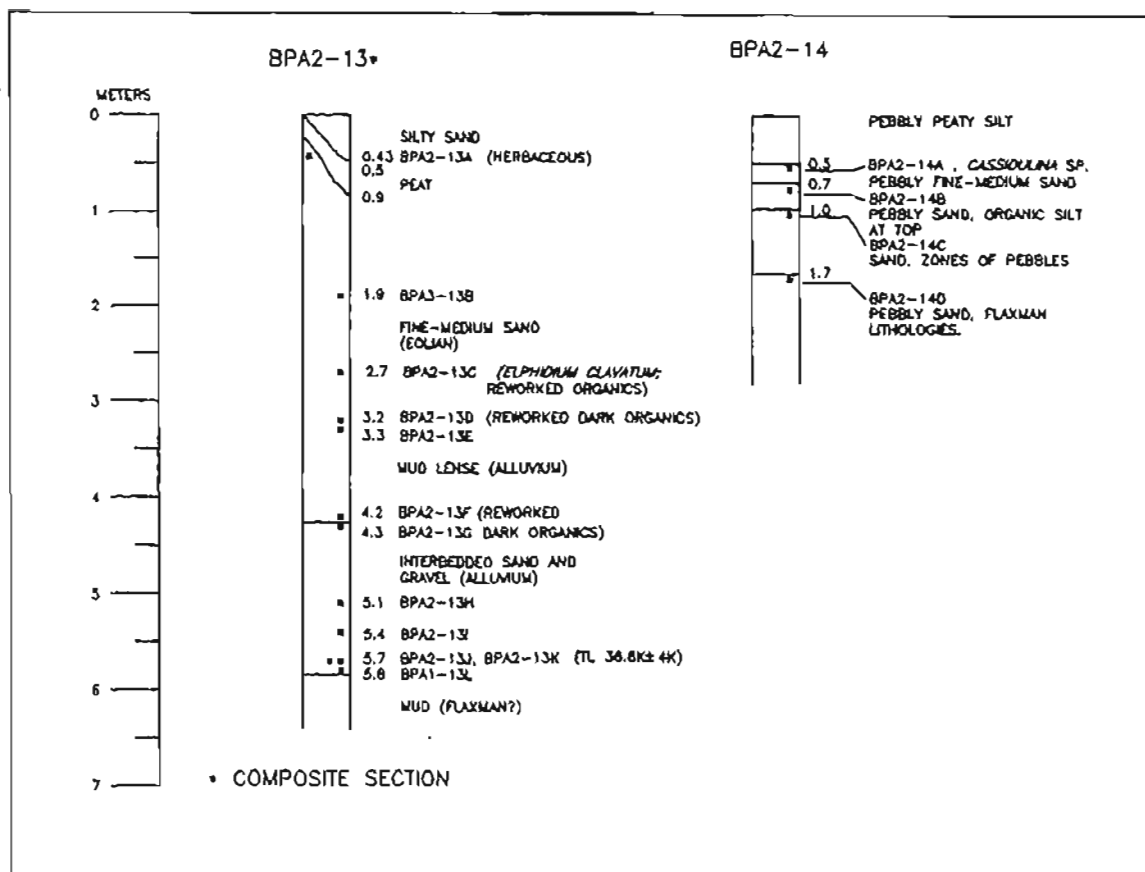 BPA2-13*
METERS
0
1
2
3
4
5
6
7
SILTY SAND
0.43 BPA2-13A (HERBACEOUS)
0.5
PEAT
0.9
1.9 BPA3-13B
FINE-MEDIUM SAND
(EOLIAN)
2.7 BPA2-13C (ELPHIDIUM CLAVATUM;
REWORKED ORGANICS)
3.2 BPA2-13D (REWORKED DARK ORGANICS)
3.3 BPA2-13E
MUD LENSE (ALLUVIUM)
4.2 BPA2-13F (REWORKED
4.3 BPA2-13G DARK ORGANICS)
INTERBEDDED SAND AND
GRAVEL (ALLUVIUM)
5.1 BPA2-13H
5.4 BPA2-13I
5.7 BPA2-13J, BPA2-13K (TL 36.8K± 4K)
5.8 BPA1-13L
MUD (FLAXMAN?)
* COMPOSITE SECTION
BPA2-14
PEBBLY PEATY SILT
0.5 BPA2-14A , CASSIDULINA SP.
0.7 PEBBLY FINE-MEDIUM SAND
BPA2-14B
1.0 PEBBLY SAND, ORGANIC SILT
AT TOP
BPA2-14C
SAND, ZONES OF PEBBLES
1.7
BPA2-14D
PEBBLY SAND, FLAXMAN
LITHOLOGIES.